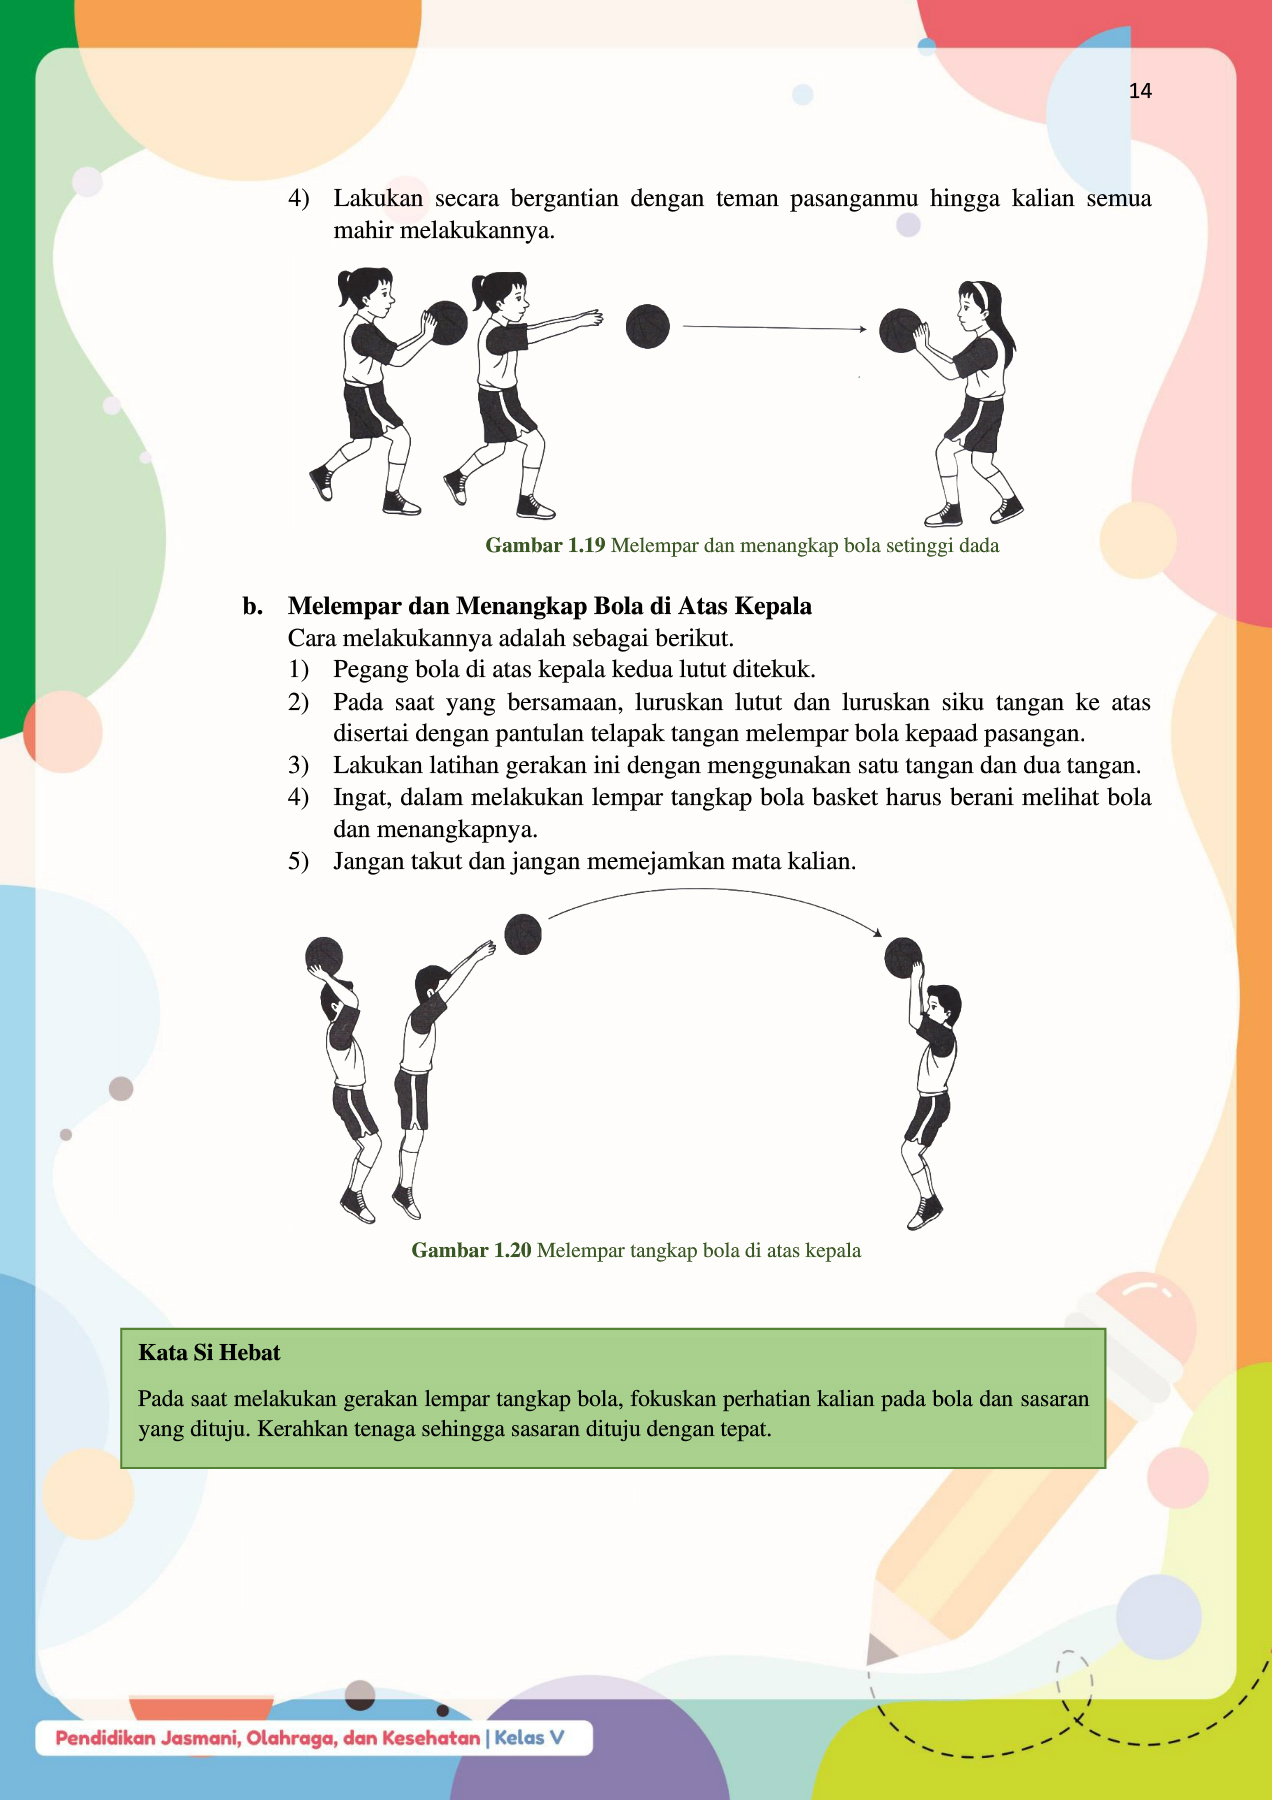 14
4) Lakukan secara bergantian dengan teman pasanganmu hingga kalian semua
mahir melakukannya.
Gambar 1.19 Melempar dan menangkap bola setinggi dada
b. Melempar dan Menangkap Bola di Atas Kepala
Cara melakukannya adalah sebagai berikut.
1) Pegang bola di atas kepala kedua lutut ditekuk.
2) Pada saat yang bersamaan, luruskan lutut dan luruskan siku tangan ke atas
disertai dengan pantulan telapak tangan melempar bola kepaad pasangan.
3) Lakukan latihan gerakan ini dengan menggunakan satu tangan dan dua tangan.
4) Ingat, dalam melakukan lempar tangkap bola basket harus berani melihat bola
dan menangkapnya.
5) Jangan takut dan jangan memejamkan mata kalian.
Gambar 1.20 Melempar tangkap bola di atas kepala
Kata Si Hebat
Pada saat melakukan gerakan lempar tangkap bola, fokuskan perhatian kalian pada bola dan sasaran
yang dituju. Kerahkan tenaga sehingga sasaran dituju dengan tepat.
Pendidikan Jasmani, Olahraga, dan Kesehatan | Kelas V